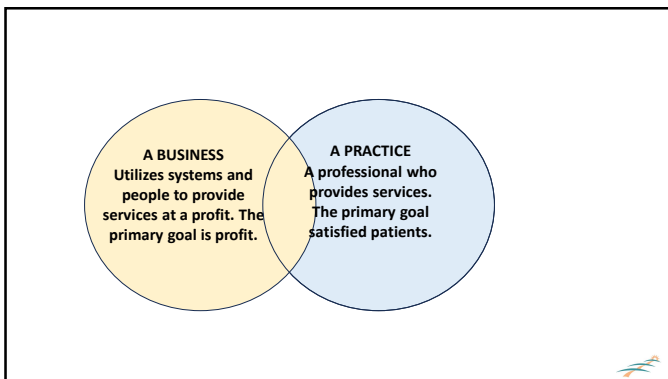 A BUSINESS
Utilizes systems and
people to provide
services at a profit. The
primary goal is profit.
A PRACTICE
A professional who
provides services.
The primary goal
satisfied patients.